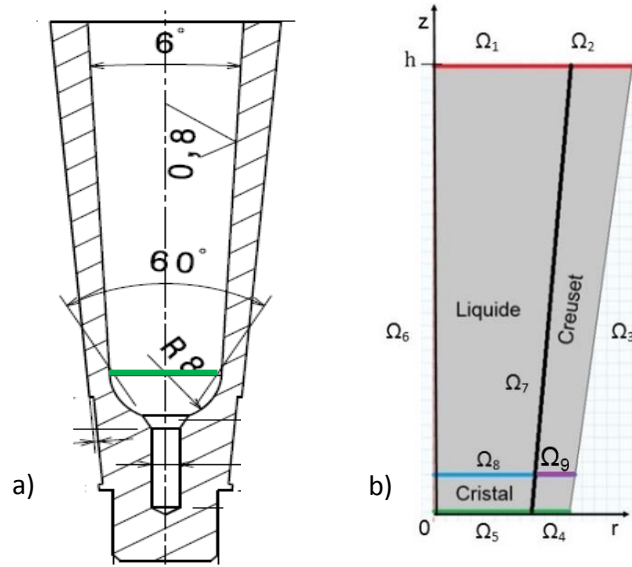 6°
0,8
60°
R8
a)
z
Ω₁
Ω₂
h
Liquide
Creuset
Ω₃
Ω₆
Ω₇
Ω₈
Ω₉
Cristal
b)
0
Ω₅
Ω₄
r